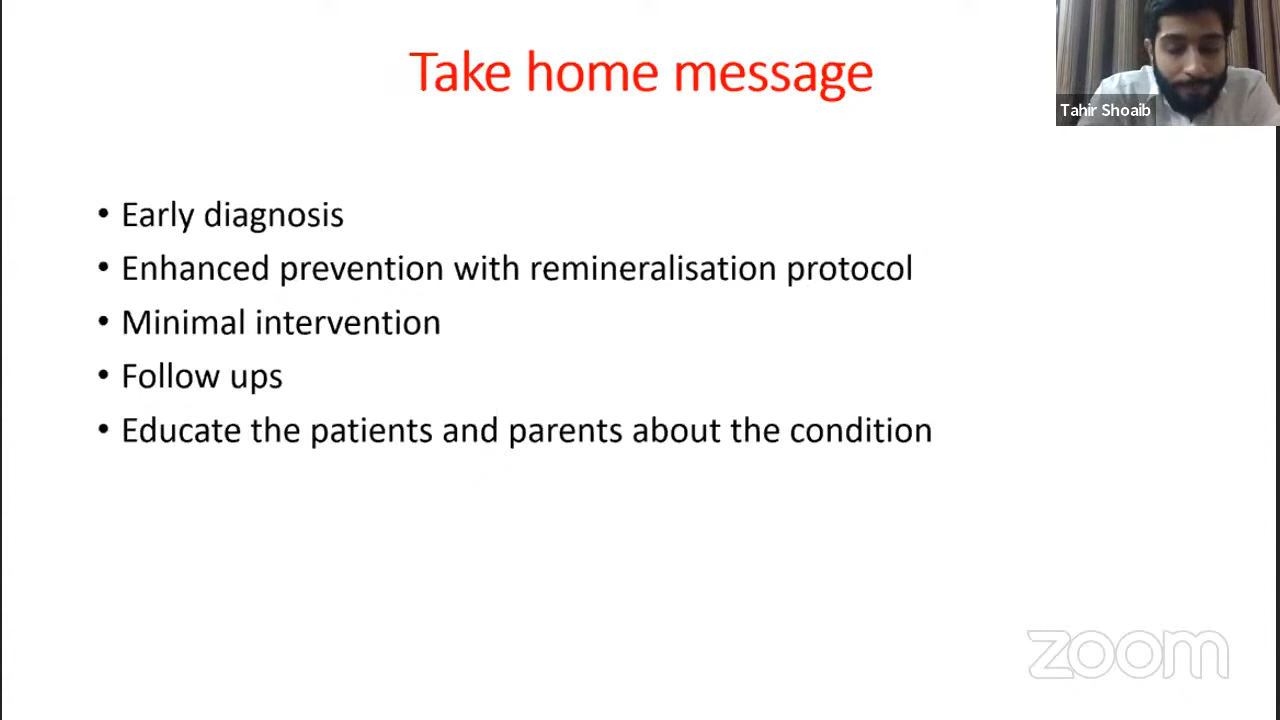 Take home message
Tahir Shoaib
• Early diagnosis
• Enhanced prevention with remineralisation protocol
• Minimal intervention
• Follow ups
• Educate the patients and parents about the condition
zoom